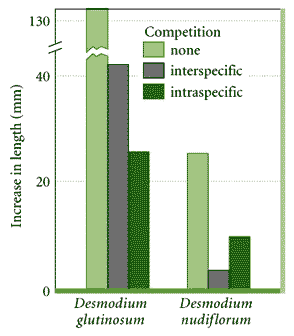 130
Competition
none
interspecific
intraspecific
40
20
0
Increase in length (mm)
Desmodium
glutinosum
Desmodium
nudiflorum